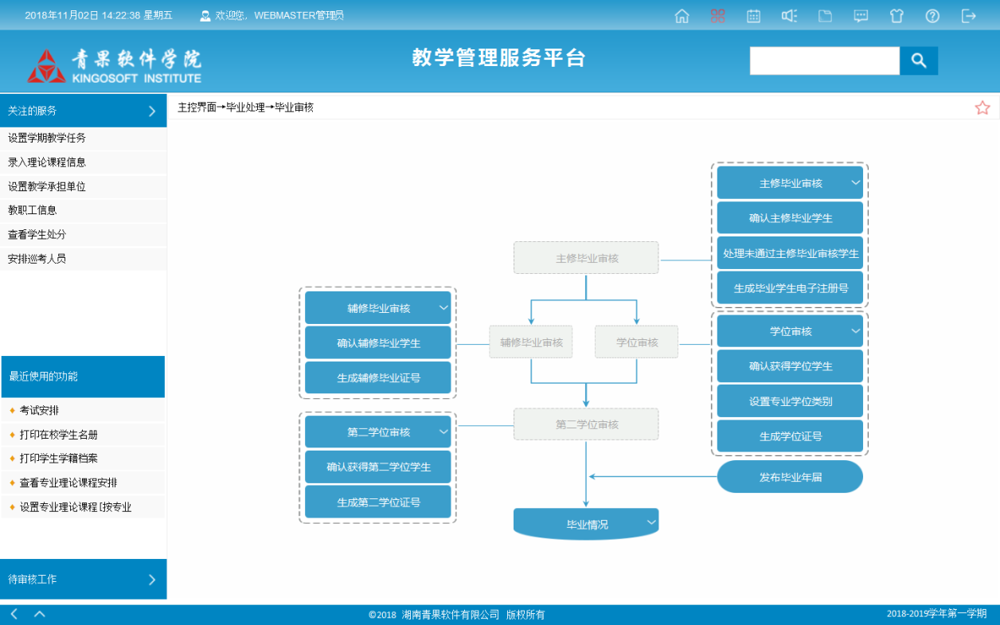 2018年11月02日 14:22:38 星期五
欢迎您，WEBMASTER管理员
青果软件学院
KINGOSOFT INSTITUTE
教学管理服务平台
关注的服务
设置学期教学任务
录入理论课程信息
设置教学承担单位
教职工信息
查看学生处分
安排巡考人员
最近使用的功能
考试安排
打印在校学生名册
打印学生学籍档案
查看专业理论课程安排
设置专业理论课程[按专业
待审核工作
主控界面→毕业处理→毕业审核
主修毕业审核
确认主修毕业学生
处理未通过主修毕业审核学生
生成毕业学生电子注册号
主修毕业审核
辅修毕业审核
确认辅修毕业学生
生成辅修毕业证号
辅修毕业审核
学位审核
学位审核
确认获得学位学生
设置专业学位类别
生成学位证号
第二学位审核
确认获得第二学位学生
生成第二学位证号
第二学位审核
发布毕业年届
毕业情况
©2018 湖南青果软件有限公司 版权所有
2018-2019学年第一学期